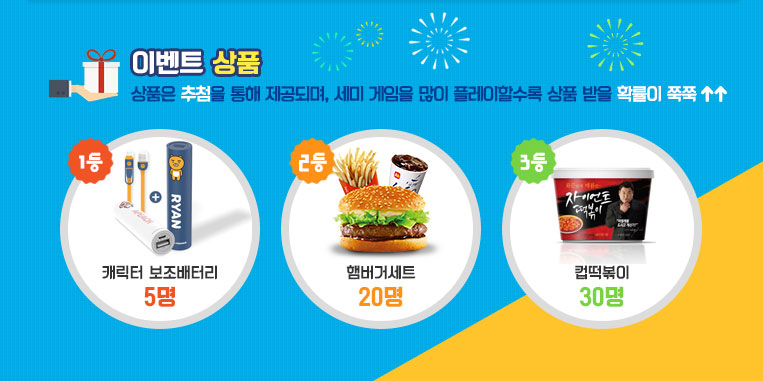 이벤트 상품
상품은 추첨을 통해 제공되며, 세미 게임을 많이 플레이할수록 상품 받을 확률이 쭉쭉 ↑↑
1등
2등
3등
RYAN
자이언트
떡볶이
캐릭터 보조배터리
햄버거세트
컵떡볶이
5명
20명
30명